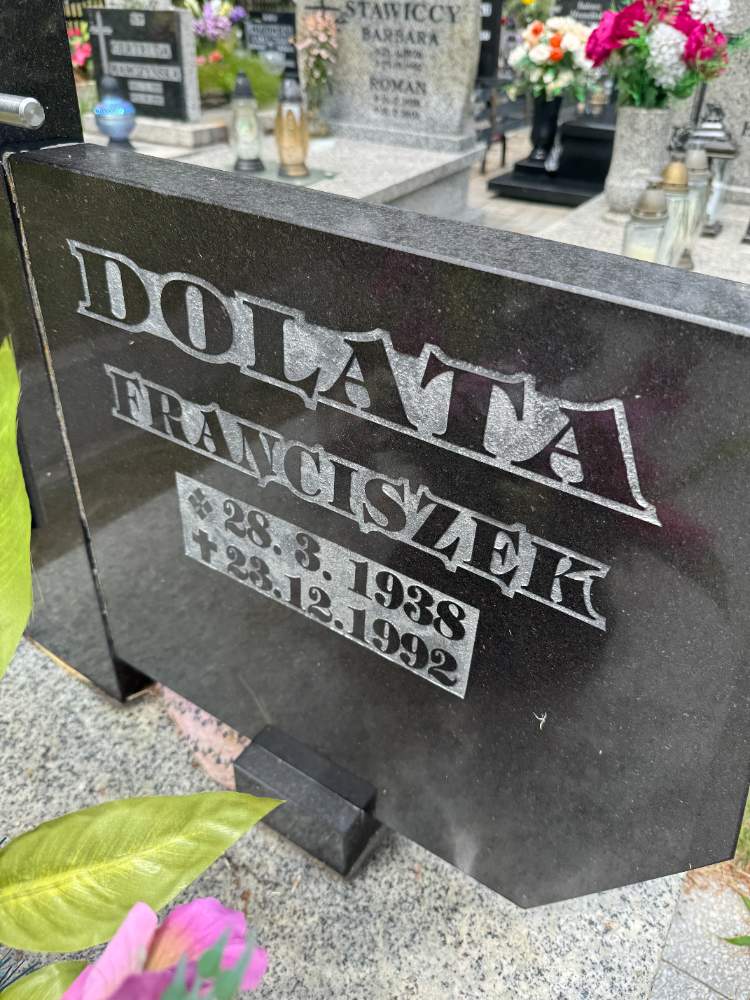 STAWICCY
BARBARA
ROMAN
DOLATA
FRANCISZEK
28. 3. 1938
23.12.1992